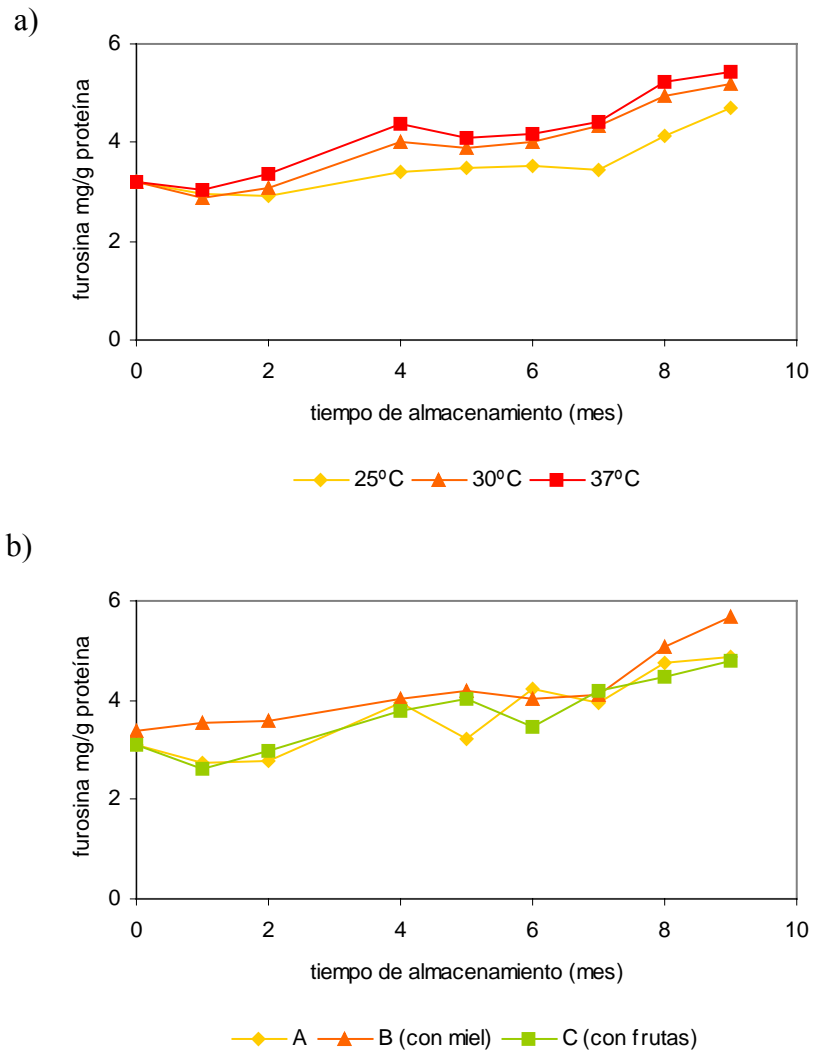 a)
6
4
2
0
furosina mg/g proteína
0 2 4 6 8 10
tiempo de almacenamiento (mes)
25ºC 30ºC 37ºC
b)
6
4
2
0
furosina mg/g proteína
0 2 4 6 8 10
tiempo de almacenamiento (mes)
A B (con miel) C (con frutas)